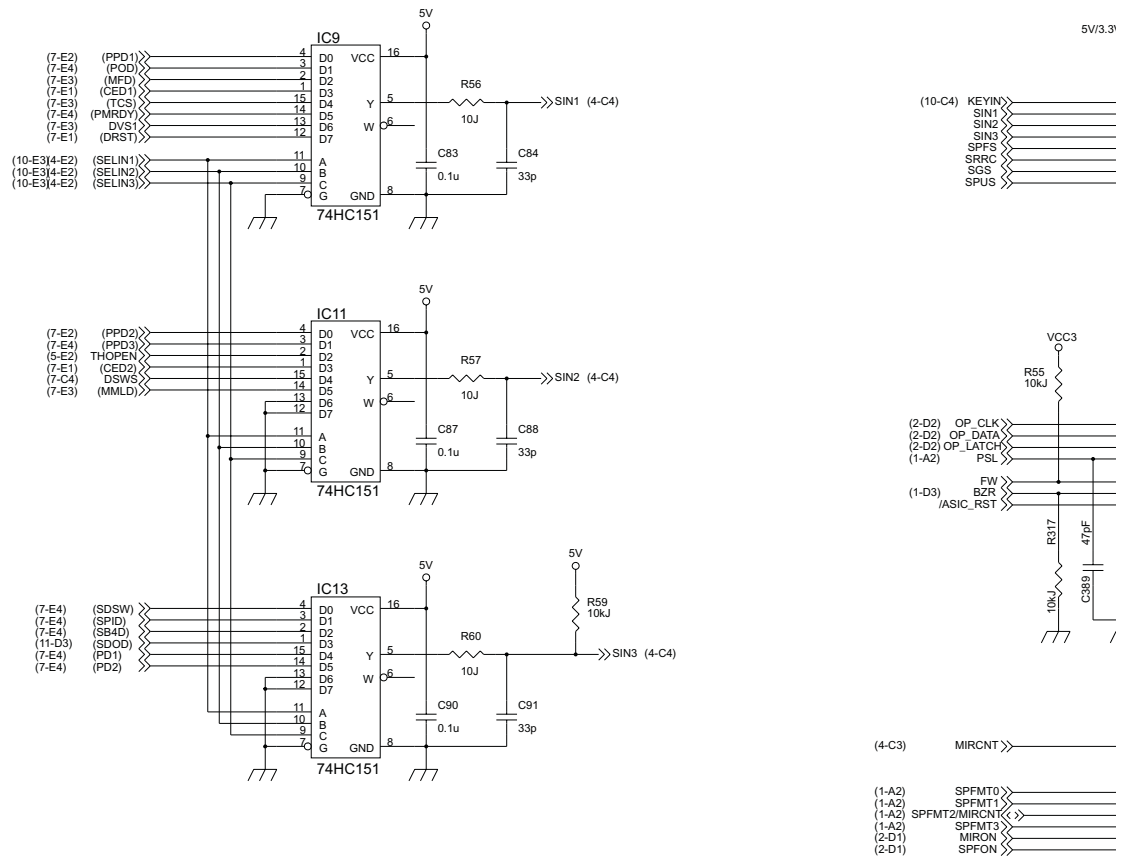 5V
5V/3.3V
IC9
(7-E2) (PPD1) 4 D0 VCC 16
(7-E4) (POD) 3 D1
(7-E3) (MFD) 2 D2
(7-E1) (CED1) 1 D3
(7-E3) (TCS) 15 D4 Y 5
(7-E4) (PMRDY) 14 D5
(7-E3) DVS1 13 D6 W 6
(7-E1) (DRST) 12 D7
R56
10J
SIN1 (4-C4)
(10-E3)(4-E2) (SELIN1) 11 A
(10-E3)(4-E2) (SELIN2) 10 B
(10-E3)(4-E2) (SELIN3) 9 C
7 G GND 8
74HC151
C83
0.1u
C84
33p
(10-C4) KEYIN
SIN1
SIN2
SIN3
SPFS
SRRC
SGS
SPUS
5V
IC11
(7-E2) (PPD2) 4 D0 VCC 16
(7-E4) (PPD3) 3 D1
(5-E2) THOPEN 2 D2
(7-E1) (CED2) 1 D3
(7-C4) DSWS 15 D4 Y 5
(7-E3) (MMLD) 14 D5
13 D6 W 6
12 D7
R57
10J
SIN2 (4-C4)
11 A
10 B
9 C
7 G GND 8
74HC151
C87
0.1u
C88
33p
VCC3
R55
10kJ
(2-D2) OP_CLK
(2-D2) OP_DATA
(2-D2) OP_LATCH
(1-A2) PSL
FW
(1-D3) BZR
/ASIC_RST
R317
10kJ
47pF
C389
5V
5V
IC13
(7-E4) (SDSW) 4 D0 VCC 16
(7-E4) (SPID) 3 D1
(7-E4) (SB4D) 2 D2
(11-D3) (SDOD) 1 D3
(7-E4) (PD1) 15 D4 Y 5
(7-E4) (PD2) 14 D5
13 D6 W 6
12 D7
R59
10kJ
R60
10J
SIN3 (4-C4)
11 A
10 B
9 C
7 G GND 8
74HC151
C90
0.1u
C91
33p
(4-C3) MIRCNT
(1-A2) SPFMT0
(1-A2) SPFMT1
(1-A2) SPFMT2/MIRCNT
(1-A2) SPFMT3
(2-D1) MIRON
(2-D1) SPFON